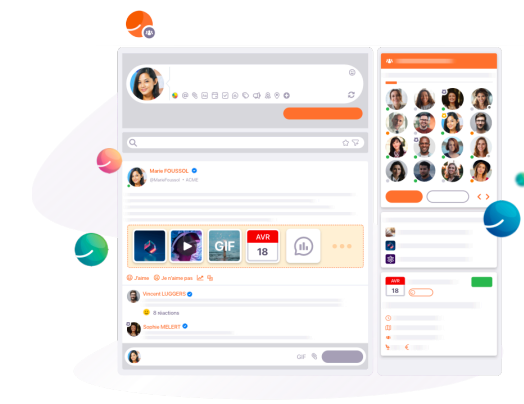 Marie FOUSSOL
@MarieFoussol • ACME
GIF
AVR
18
J'aime
Je n'aime pas
Vincent LUGGERS
8 réactions
Sophie MELERT
GIF
AVR
18